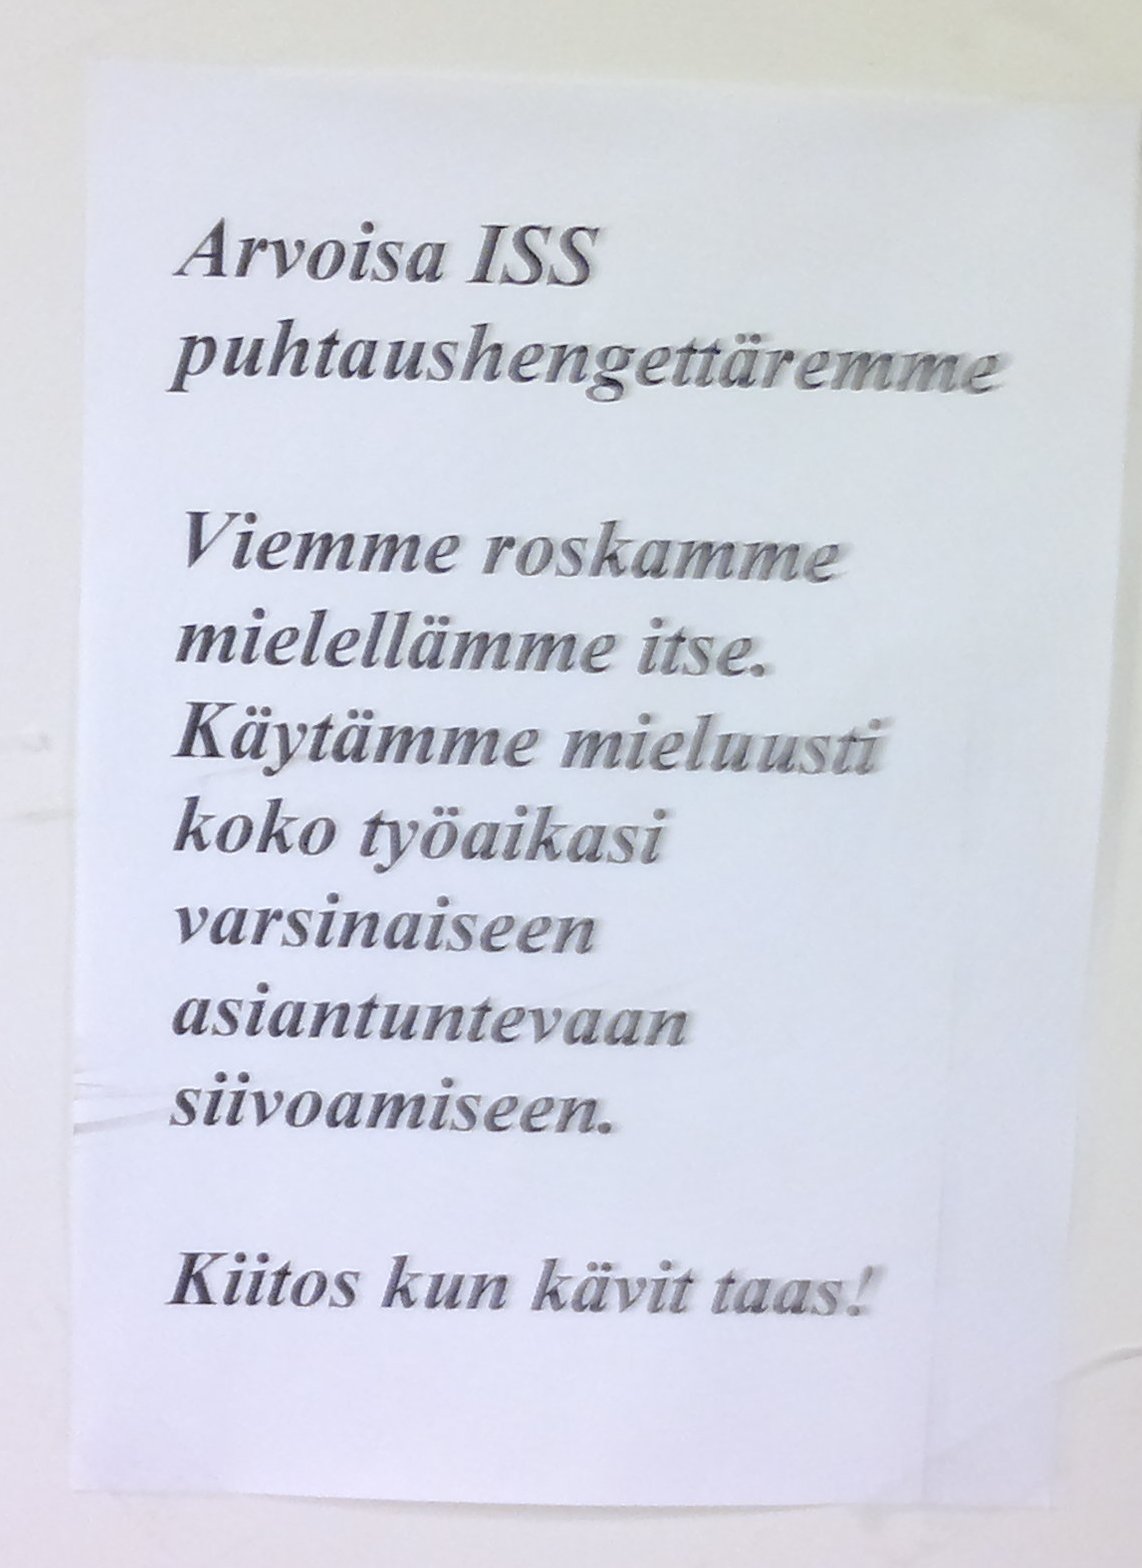 Arvoisa ISS
puhtaushengettäremme
Viemme roskamme
mielellämme itse.
Käytämme mieluusti
koko työaikasi
varsinaiseen
asiantuntevaan
siivoamiseen.
Kiitos kun kävit taas!